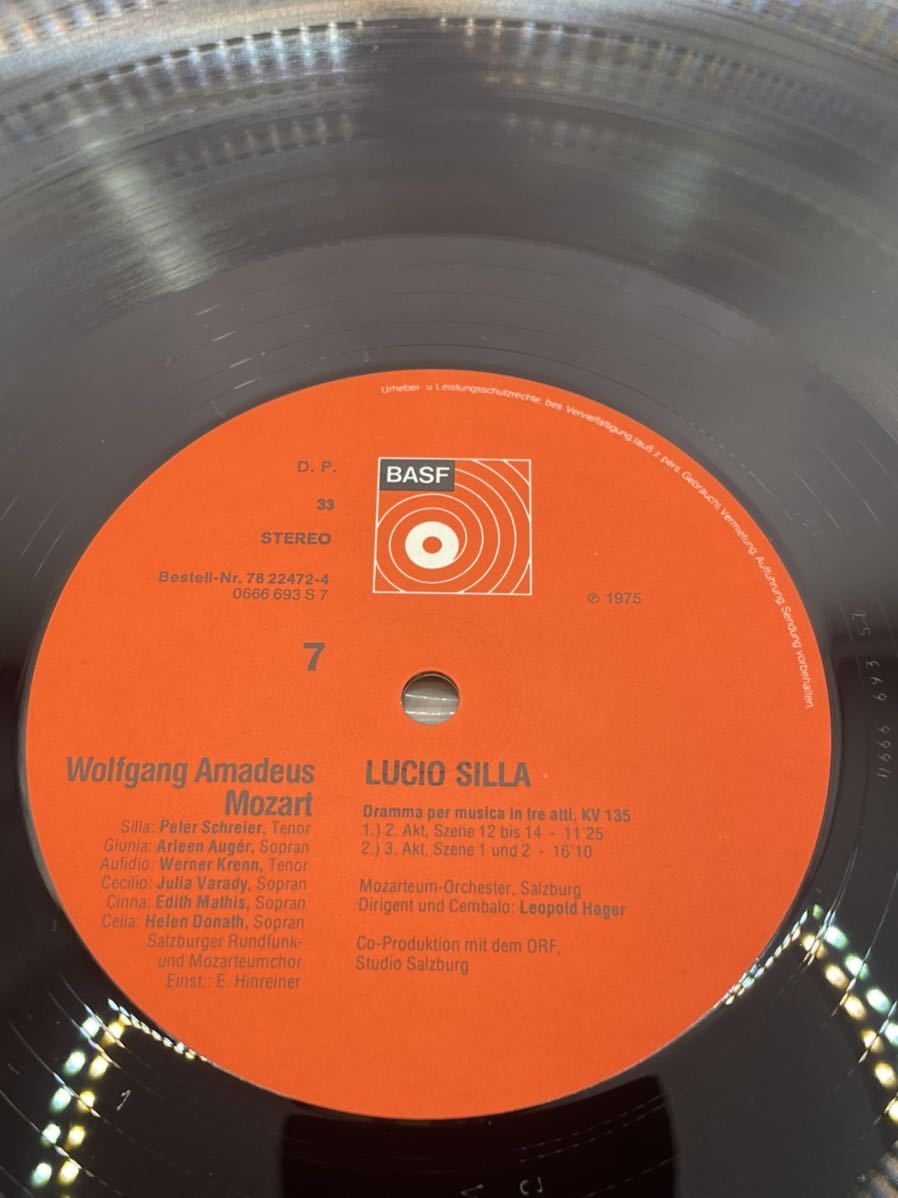 Urheber- u Leistungsschutzrechte, bes. Vervielfältigung (auß z. pers. Gebrauch), Vermietung, Aufführung, Sendung vorbehalten.
D. P.
BASF
33
STEREO
Bestell-Nr. 78 22472-4
0666 693 S 7
℗ 1975
7
Wolfgang Amadeus
Mozart
Silla: Peter Schreier, Tenor
Giunia: Arleen Augér, Sopran
Aufidio: Werner Krenn, Tenor
Cecilio: Julia Varady, Sopran
Cinna: Edith Mathis, Sopran
Celia: Helen Donath, Sopran
Salzburger Rundfunk-
und Mozarteumchor
Einst.: E. Hinreiner
LUCIO SILLA
Dramma per musica in tre atti, KV 135
1.) 2. Akt, Szene 12 bis 14 - 11'25
2.) 3. Akt, Szene 1 und 2 - 16'10
Mozarteum-Orchester, Salzburg
Dirigent und Cembalo: Leopold Hager
Co-Produktion mit dem ORF,
Studio Salzburg
0666 693 S7